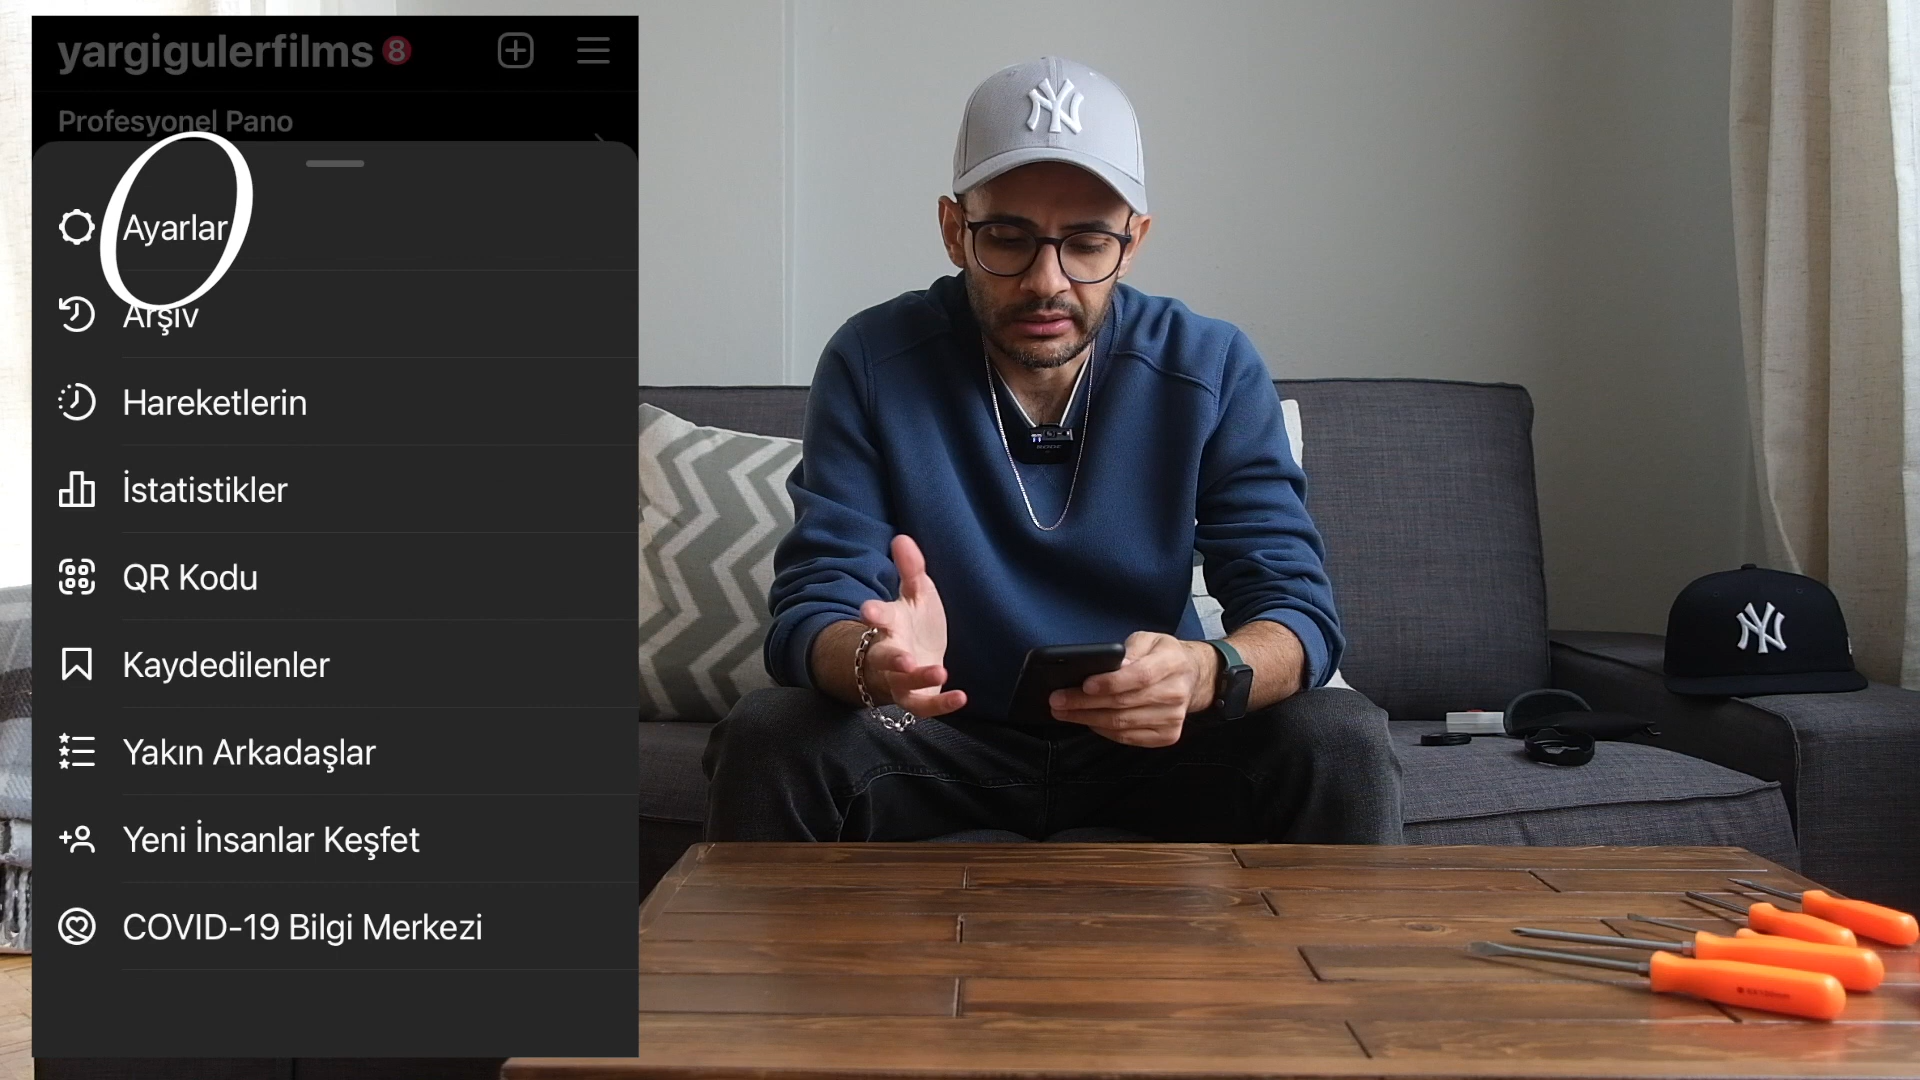 yargigulerfilms 8
Profesyonel Pano
Ayarlar
Arşiv
Hareketlerin
İstatistikler
QR Kodu
Kaydedilenler
Yakın Arkadaşlar
Yeni İnsanlar Keşfet
COVID-19 Bilgi Merkezi
NY
NY
RODE